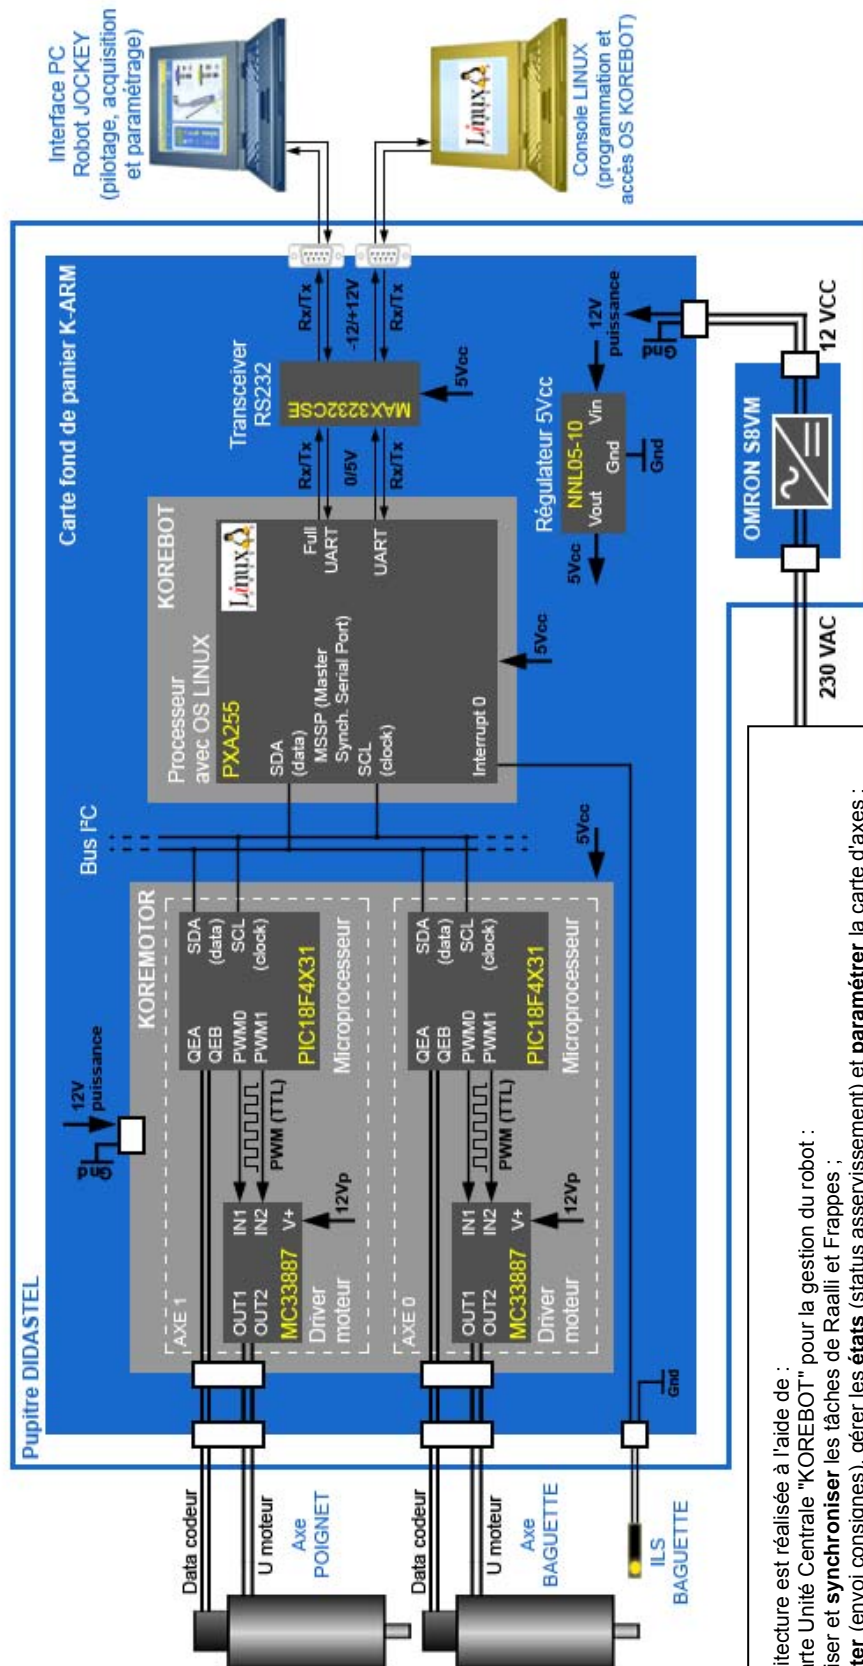 Pupitre DIDASTEL
Carte fond de panier K-ARM
Interface PC
Robot JOCKEY
(pilotage, acquisition
et paramétrage)
Console LINUX
(programmation et
accès OS KOREBOT)
Linux
Rx/Tx
-12/+12V
Rx/Tx
Transceiver
RS232
MAX3232CSE
5Vcc
Rx/Tx
0/5V
Rx/Tx
KOREBOT
Processeur
avec OS LINUX
PXA255
Linux
Full
UART
UART
SDA
(data)
MSSP (Master
Synch. Serial Port)
SCL
(clock)
Interrupt 0
5Vcc
Régulateur 5Vcc
NNL05-10
Vout
Gnd
Vin
5Vcc
Gnd
12V
puissance
Gnd
OMRON S8VM
12 VCC
230 VAC
Bus I²C
5Vcc
12V
puissance
Gnd
KOREMOTOR
AXE 1
QEA
QEB
PWM0
PWM1
SDA
(data)
SCL
(clock)
PIC18F4X31
Microprocesseur
PWM (TTL)
OUT1
OUT2
IN1
IN2
V+
MC33887
Driver
moteur
12Vp
AXE 0
QEA
QEB
PWM0
PWM1
SDA
(data)
SCL
(clock)
PIC18F4X31
Microprocesseur
PWM (TTL)
OUT1
OUT2
IN1
IN2
V+
MC33887
Driver
moteur
12Vp
Data codeur
U moteur
Axe
POIGNET
Data codeur
U moteur
Axe
BAGUETTE
ILS
BAGUETTE
Gnd
itecture est réalisée à l'aide de :
arte Unité Centrale "KOREBOT" pour la gestion du robot :
iser et synchroniser les tâches de Raalli et Frappes ;
ter (envoi consignes), gérer les états (status asservissement) et paramétrer la carte d'axes ;